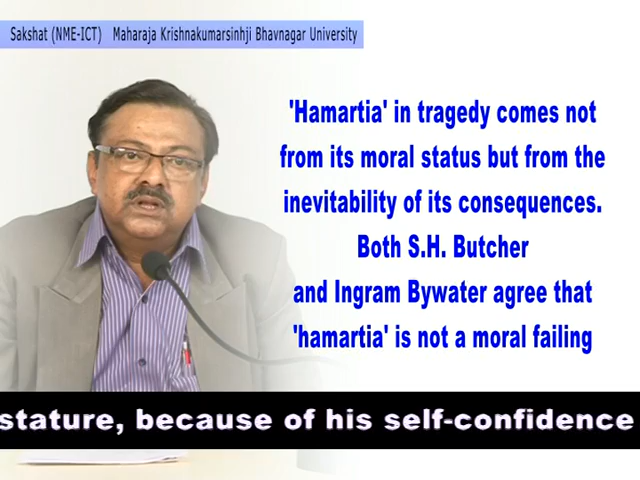 Sakshat (NME-ICT) Maharaja Krishnakumarsinhji Bhavnagar University
'Hamartia' in tragedy comes not
from its moral status but from the
inevitability of its consequences.
Both S.H. Butcher
and Ingram Bywater agree that
'hamartia' is not a moral failing
stature, because of his self-confidence